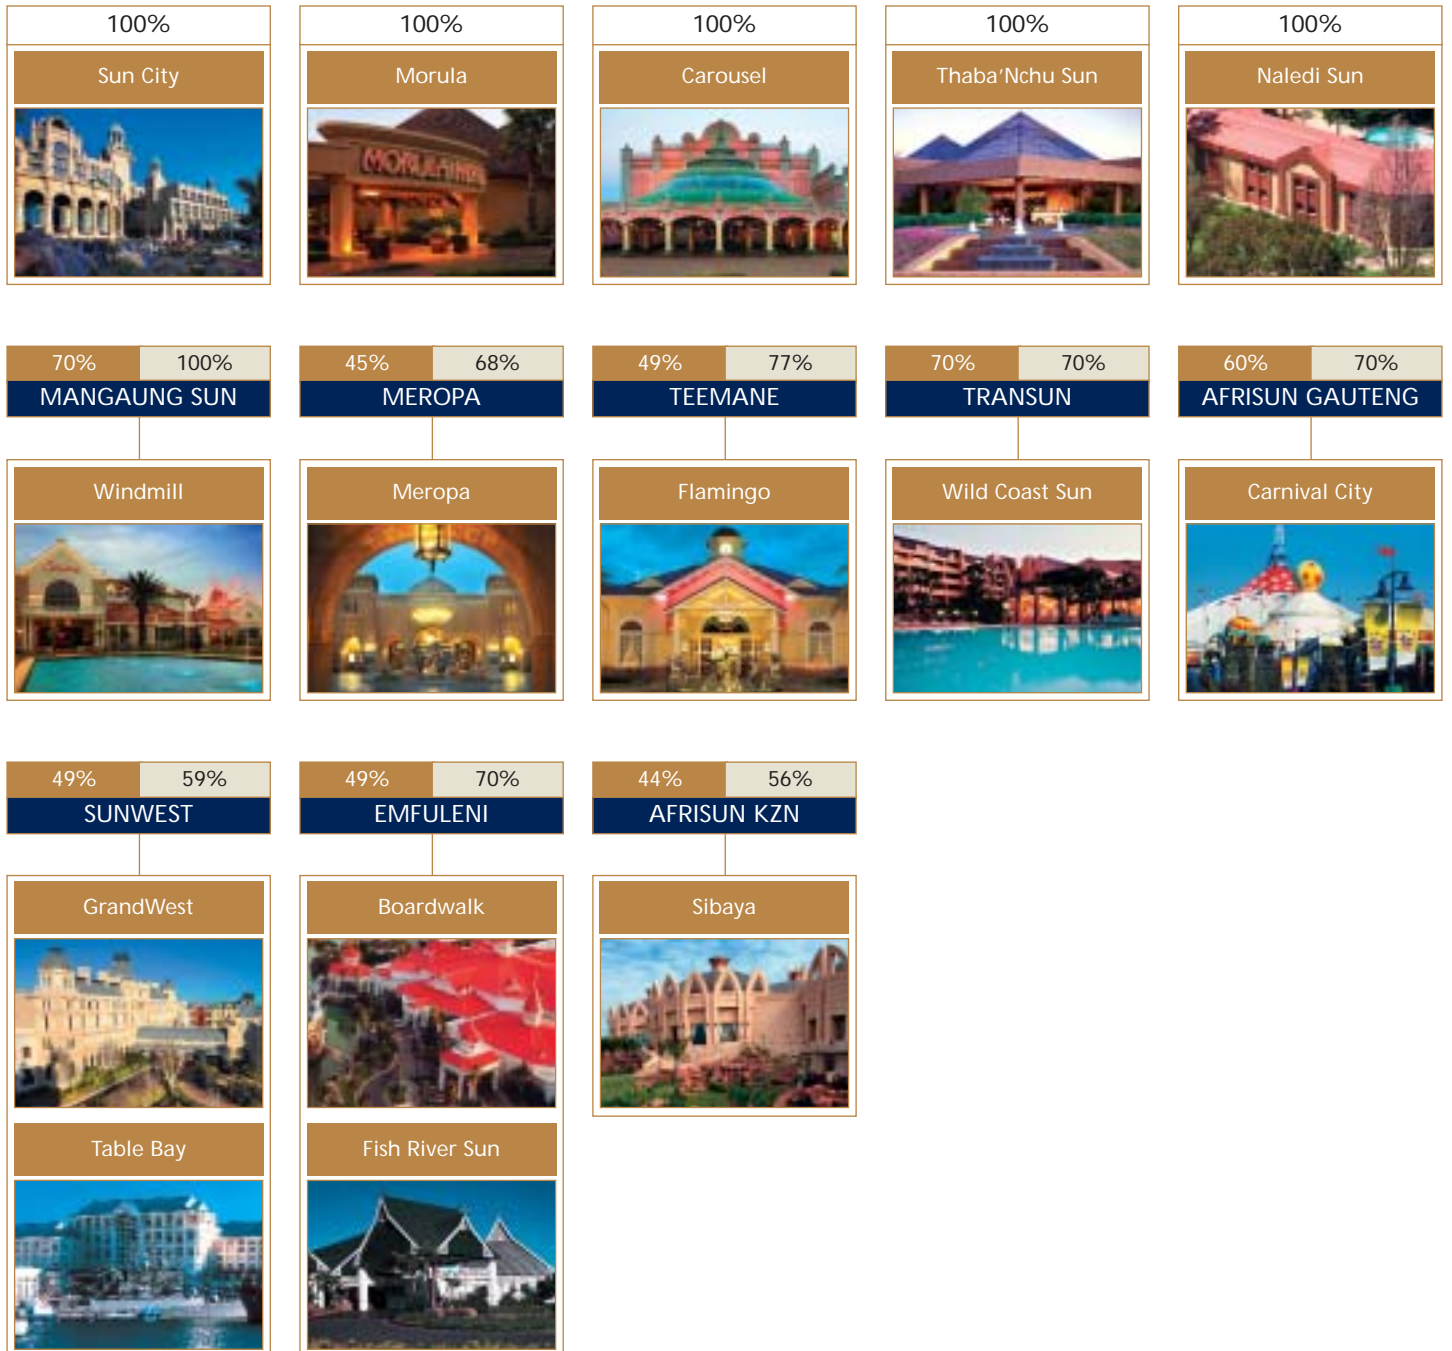 100% 100% 100% 100% 100%
Sun City Morula Carousel Thaba'Nchu Sun Naledi Sun
MORULA
70% 100% 45% 68% 49% 77% 70% 70% 60% 70%
MANGAUNG SUN MEROPA TEEMANE TRANSUN AFRISUN GAUTENG
Windmill Meropa Flamingo Wild Coast Sun Carnival City
49% 59% 49% 70% 44% 56%
SUNWEST EMFULENI AFRISUN KZN
GrandWest Boardwalk Sibaya
Table Bay Fish River Sun